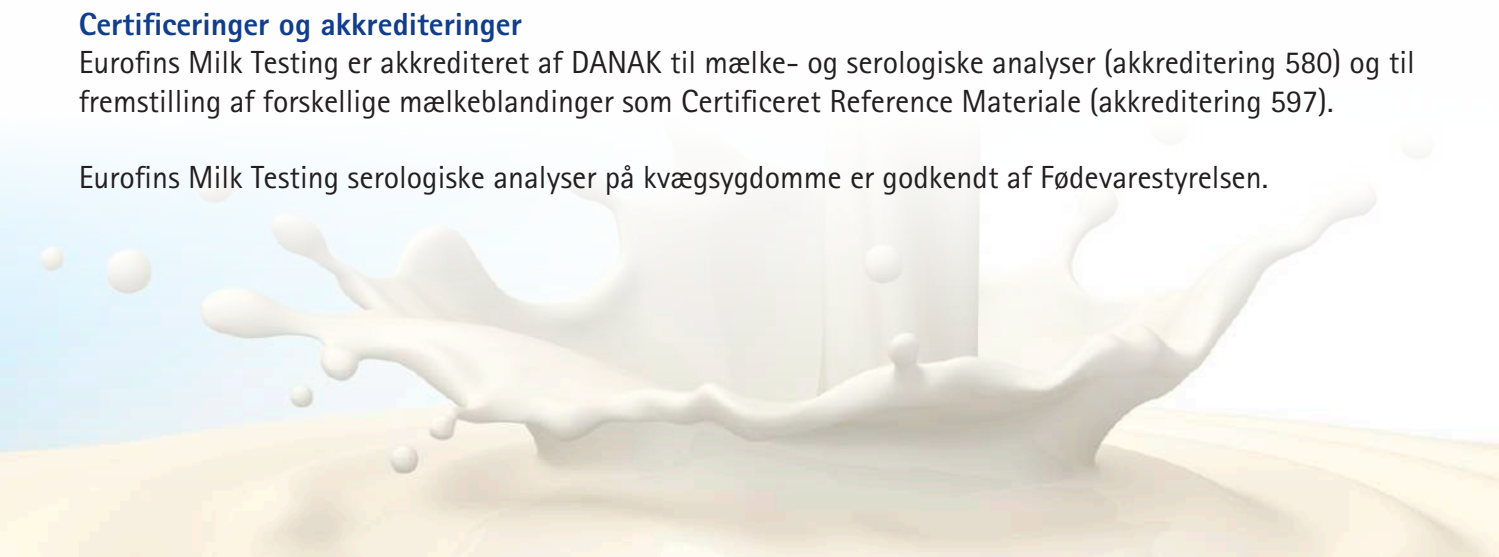 Certificeringer og akkrediteringer
Eurofins Milk Testing er akkrediteret af DANAK til mælke- og serologiske analyser (akkreditering 580) og til
fremstilling af forskellige mælkeblandinger som Certificeret Reference Materiale (akkreditering 597).
Eurofins Milk Testing serologiske analyser på kvægsygdomme er godkendt af Fødevarestyrelsen.